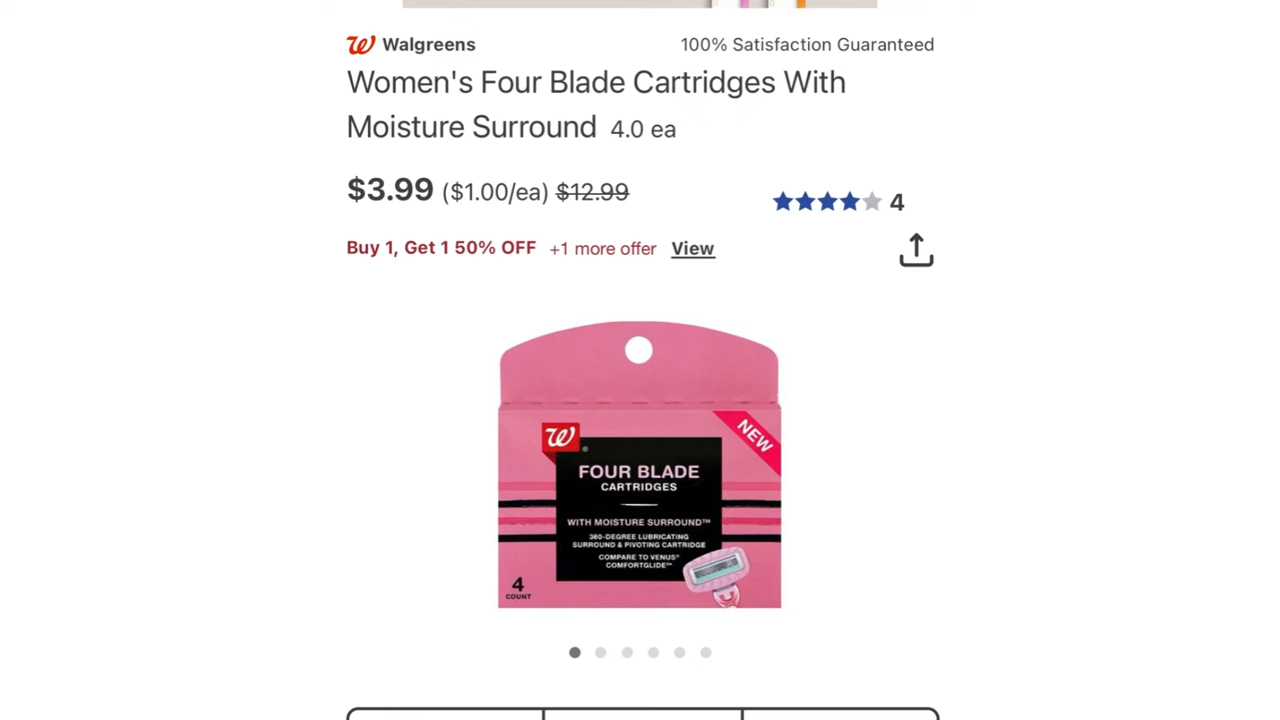 Walgreens
100% Satisfaction Guaranteed
Women's Four Blade Cartridges With
Moisture Surround 4.0 ea
$3.99 ($1.00/ea) $12.99
4
Buy 1, Get 1 50% OFF +1 more offer View
NEW
W
FOUR BLADE
CARTRIDGES
WITH MOISTURE SURROUND™
360-DEGREE LUBRICATING
SURROUND & PIVOTING CARTRIDGE
COMPARE TO VENUS®
COMFORTGLIDE™
4
COUNT